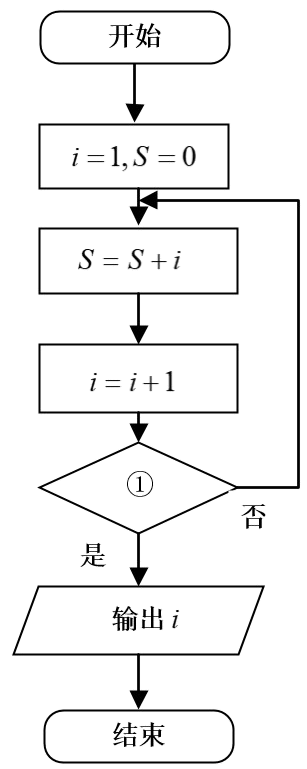 开始
i = 1, S = 0
S = S + i
i = i + 1
①
否
是
输出 i
结束